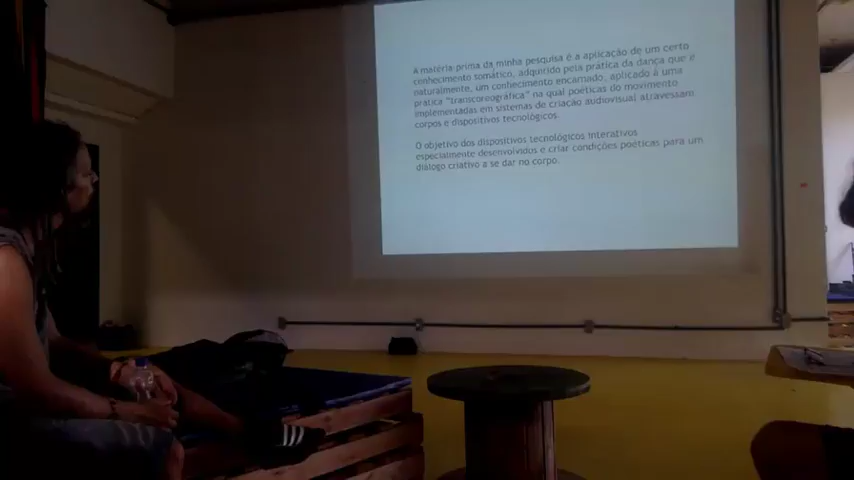 A matéria prima da minha pesquisa é a aplicação de um certo
conhecimento somático, adquirido pela prática da dança que é
naturalmente, um conhecimento encarnado, aplicado à uma
prática "transcoreográfica" na qual poéticas do movimento
implementadas em sistemas de criação audiovisual atravessam
corpos e dispositivos tecnológicos.
O objetivo dos dispositivos tecnológicos interativos
especialmente desenvolvidos é criar condições poéticas para um
diálogo criativo a se dar no corpo.